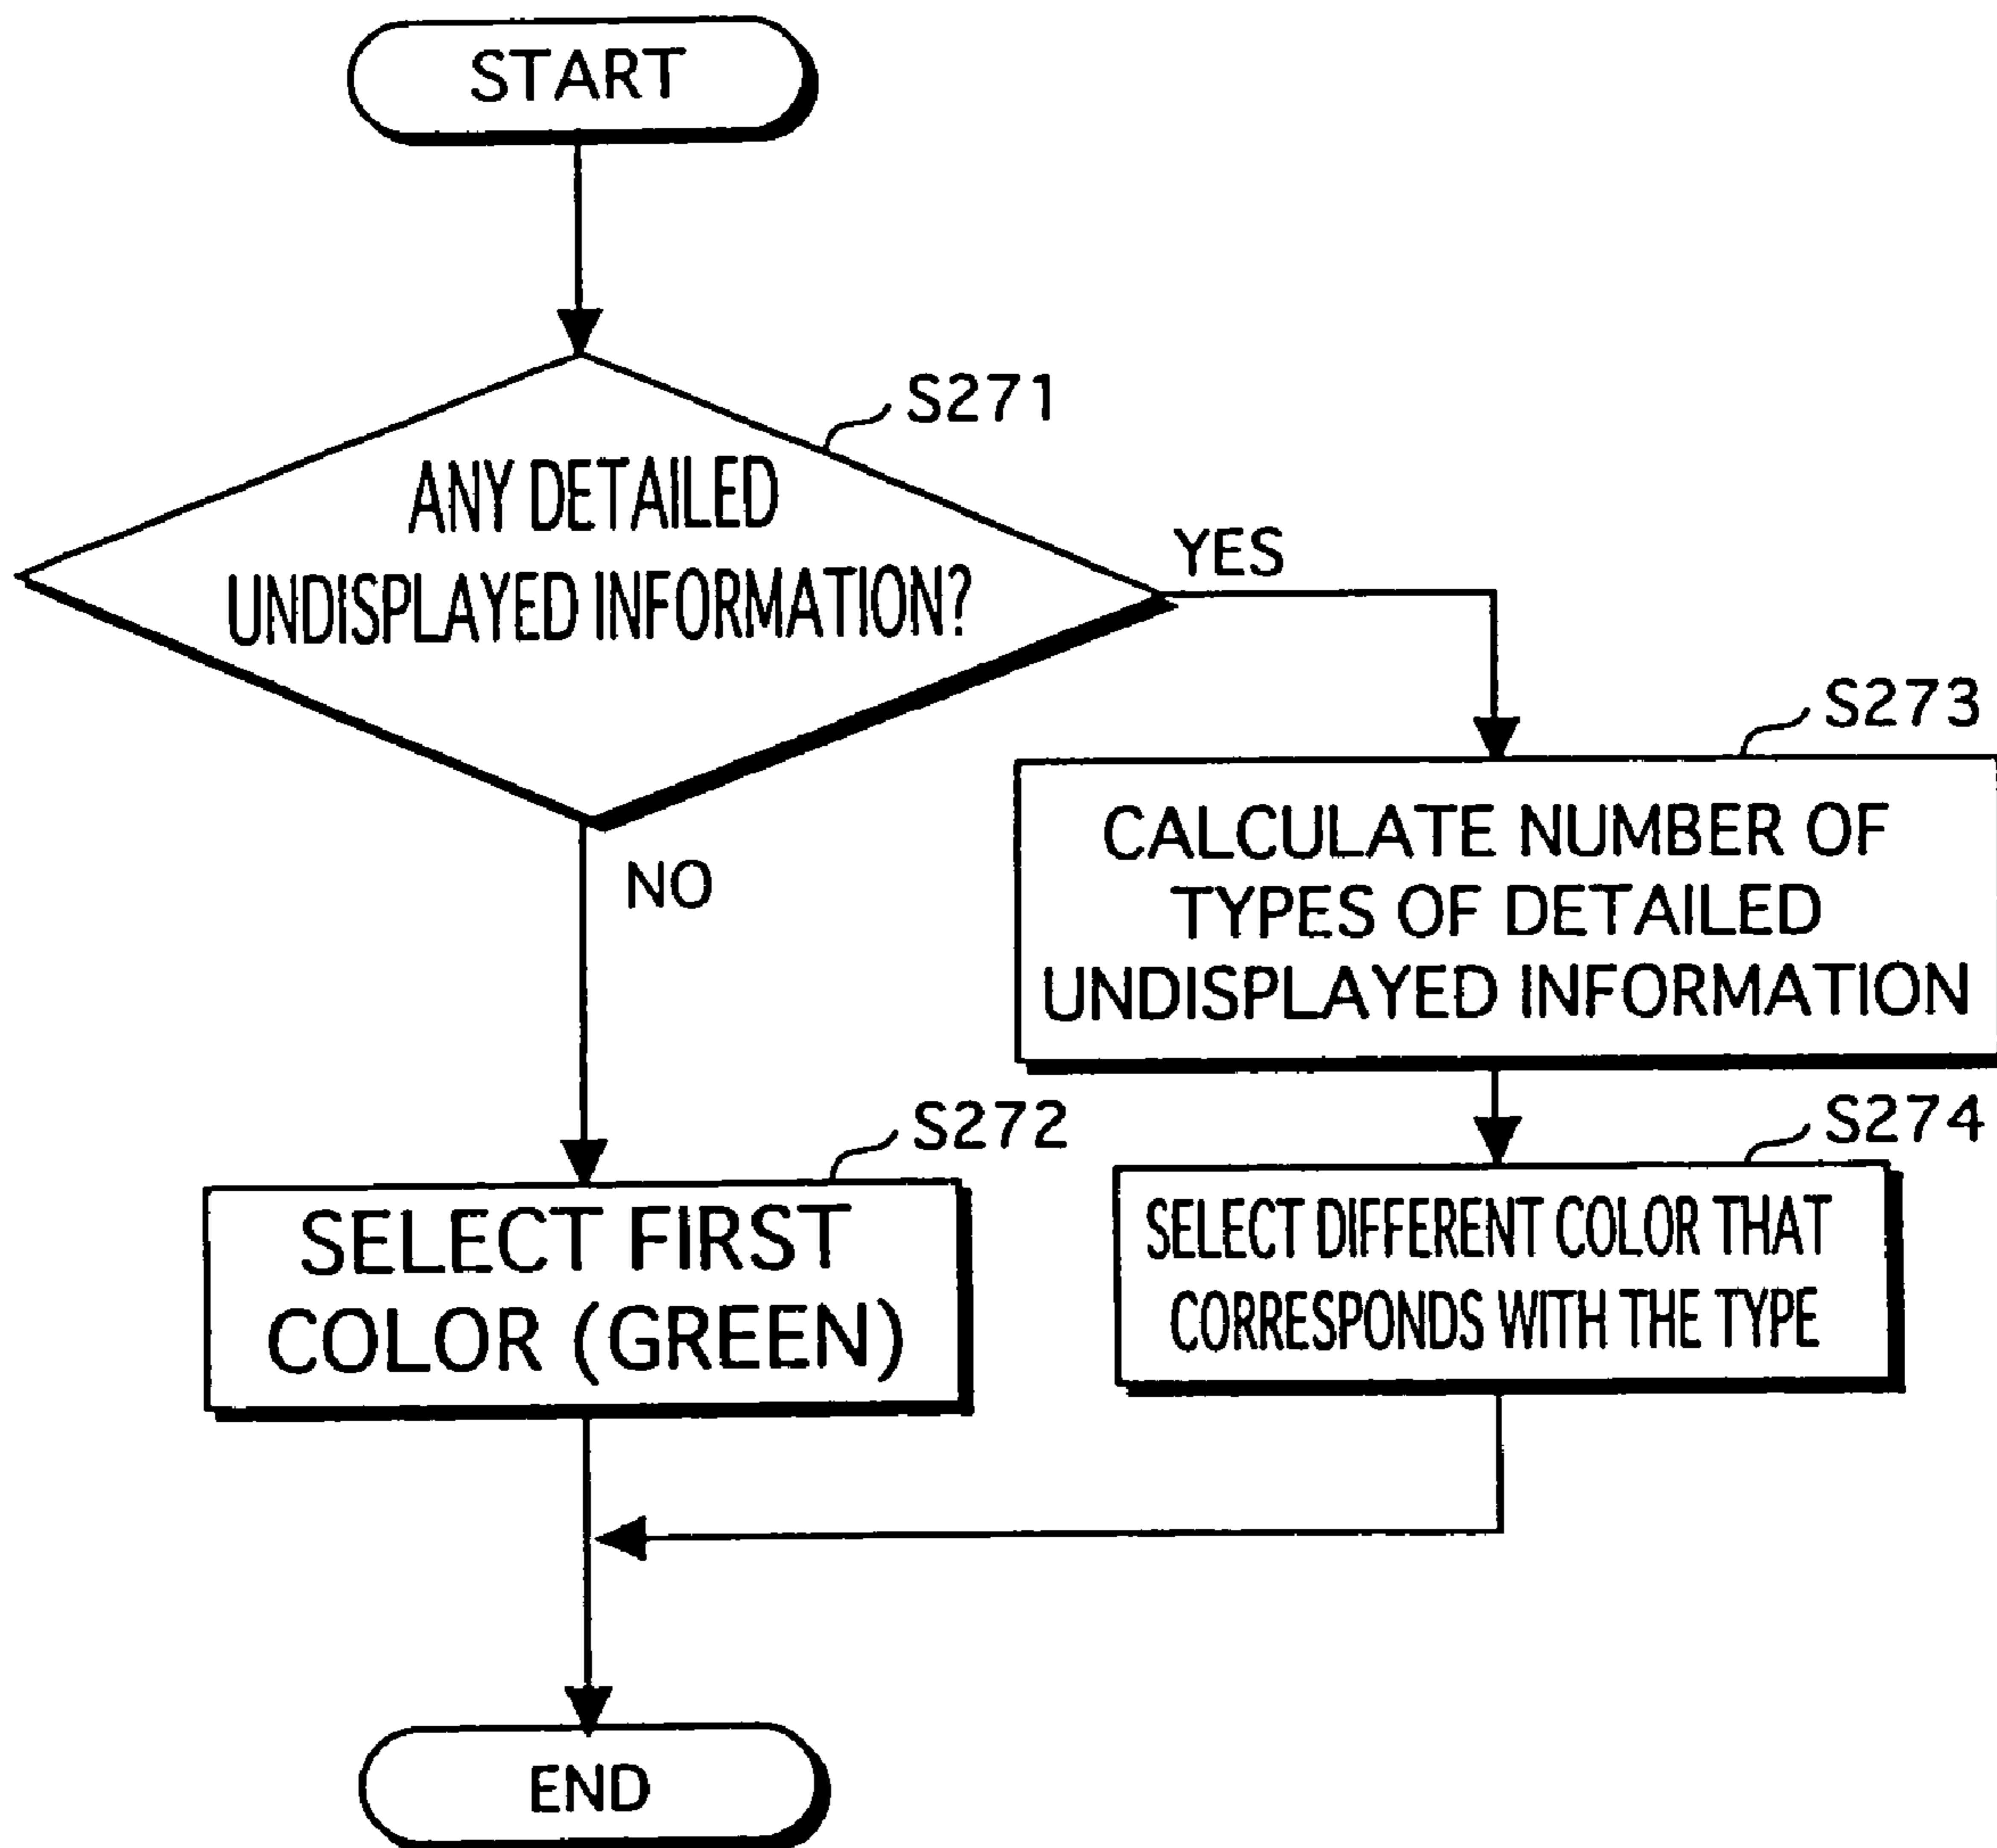 START
S271
ANY DETAILED
UNDISPLAYED INFORMATION?
YES
NO
S273
CALCULATE NUMBER OF
TYPES OF DETAILED
UNDISPLAYED INFORMATION
S272
SELECT FIRST
COLOR (GREEN)
S274
SELECT DIFFERENT COLOR THAT
CORRESPONDS WITH THE TYPE
END